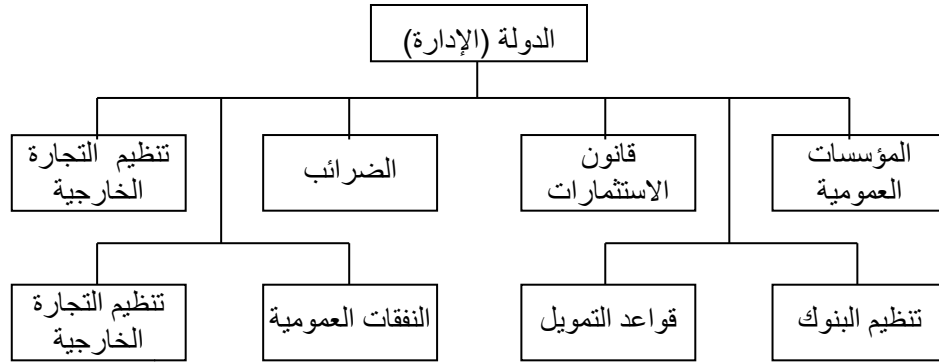 الدولة (الإدارة)
المؤسسات
العمومية
قانون
الاستثمارات
الضرائب
تنظيم التجارة
الخارجية
تنظيم البنوك
قواعد التمويل
النفقات العمومية
تنظيم التجارة
الخارجية